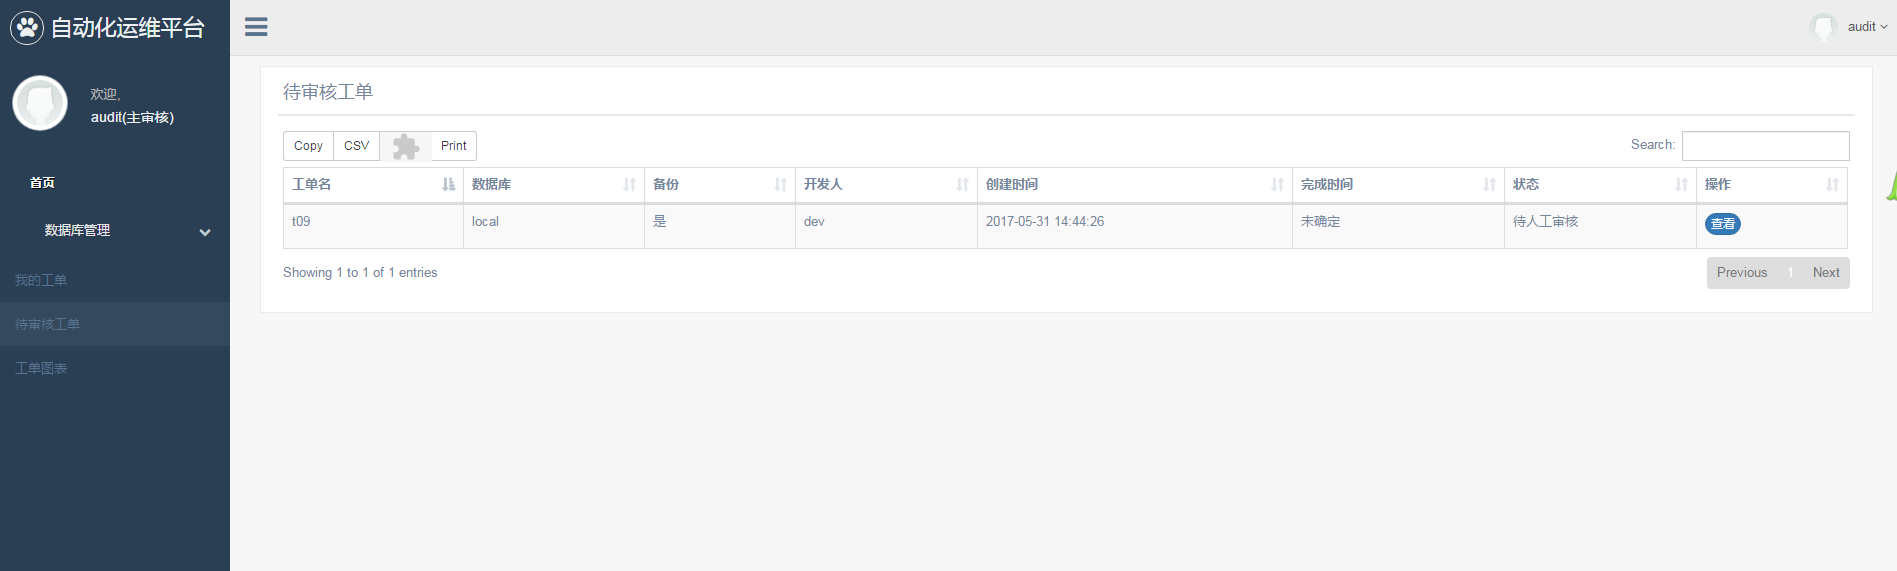 自动化运维平台
audit
欢迎,
audit(主审核)
首页
数据库管理
我的工单
待审核工单
工单图表
待审核工单
Copy CSV Print Search:
工单名 数据库 备份 开发人 创建时间 完成时间 状态 操作
t09 local 是 dev 2017-05-31 14:44:26 未确定 待人工审核 查看
Showing 1 to 1 of 1 entries Previous 1 Next